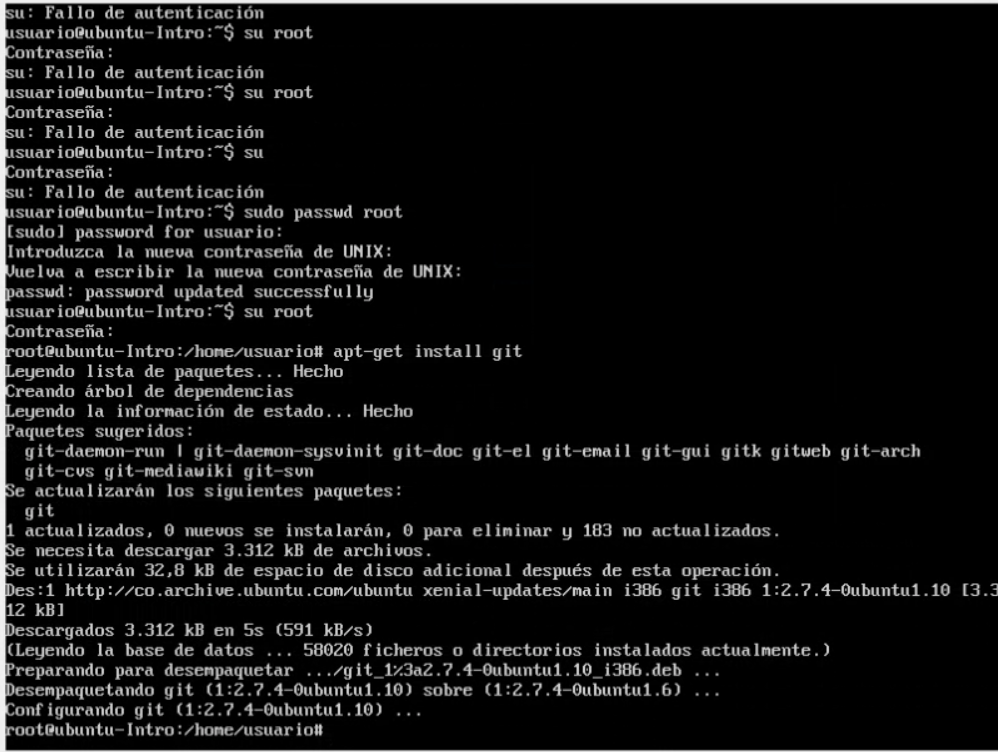 su: Fallo de autenticación
usuario@ubuntu-Intro:~$ su root
Contraseña:
su: Fallo de autenticación
usuario@ubuntu-Intro:~$ su root
Contraseña:
su: Fallo de autenticación
usuario@ubuntu-Intro:~$ su
Contraseña:
su: Fallo de autenticación
usuario@ubuntu-Intro:~$ sudo passwd root
[sudo] password for usuario:
Introduzca la nueva contraseña de UNIX:
Vuelva a escribir la nueva contraseña de UNIX:
passwd: password updated successfully
usuario@ubuntu-Intro:~$ su root
Contraseña:
root@ubuntu-Intro:/home/usuario# apt-get install git
Leyendo lista de paquetes... Hecho
Creando árbol de dependencias
Leyendo la información de estado... Hecho
Paquetes sugeridos:
  git-daemon-run | git-daemon-sysvinit git-doc git-el git-email git-gui gitk gitweb git-arch
  git-cvs git-mediawiki git-svn
Se actualizarán los siguientes paquetes:
  git
1 actualizados, 0 nuevos se instalarán, 0 para eliminar y 183 no actualizados.
Se necesita descargar 3.312 kB de archivos.
Se utilizarán 32,8 kB de espacio de disco adicional después de esta operación.
Des:1 http://co.archive.ubuntu.com/ubuntu xenial-updates/main i386 git i386 1:2.7.4-0ubuntu1.10 [3.3
12 kB]
Descargados 3.312 kB en 5s (591 kB/s)
(Leyendo la base de datos ... 58020 ficheros o directorios instalados actualmente.)
Preparando para desempaquetar .../git_1%3a2.7.4-0ubuntu1.10_i386.deb ...
Desempaquetando git (1:2.7.4-0ubuntu1.10) sobre (1:2.7.4-0ubuntu1.6) ...
Configurando git (1:2.7.4-0ubuntu1.10) ...
root@ubuntu-Intro:/home/usuario#